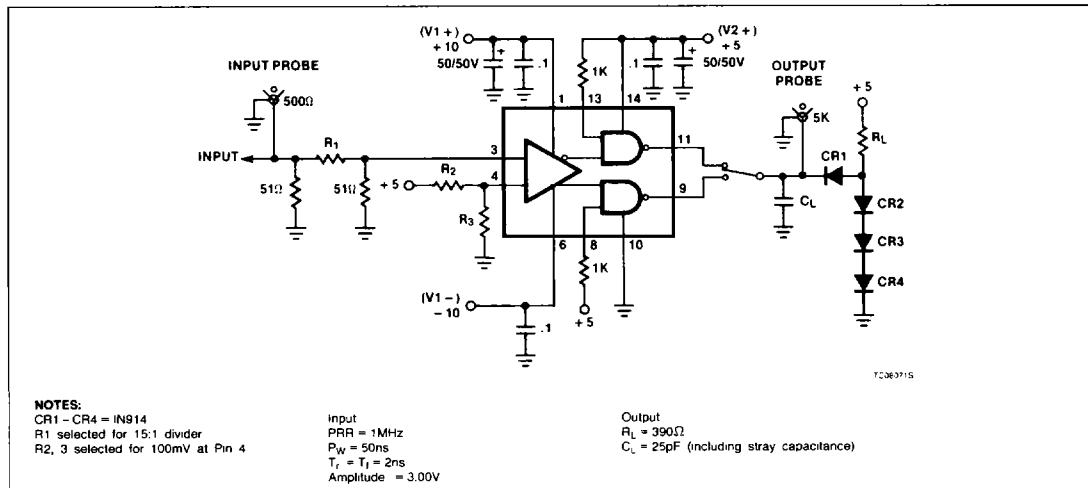 (V1+)
+10
50/50V
+
.1
(V2+)
+5
50/50V
+
.1
INPUT PROBE
500Ω
1K
1
13
14
OUTPUT
PROBE
5K
+5
RL
INPUT
R1
51Ω
51Ω
3
4
+5
R2
R3
11
9
CR1
CL
CR2
CR3
CR4
6
8
10
1K
+5
(V1−)
−10
.1
TC08071S
NOTES:
CR1 – CR4 = IN914
R1 selected for 15:1 divider
R2, 3 selected for 100mV at Pin 4
Input
PRR = 1MHz
PW = 50ns
Tr = Tf = 2ns
Amplitude = 3.00V
Output
RL = 390Ω
CL = 25pF (including stray capacitance)